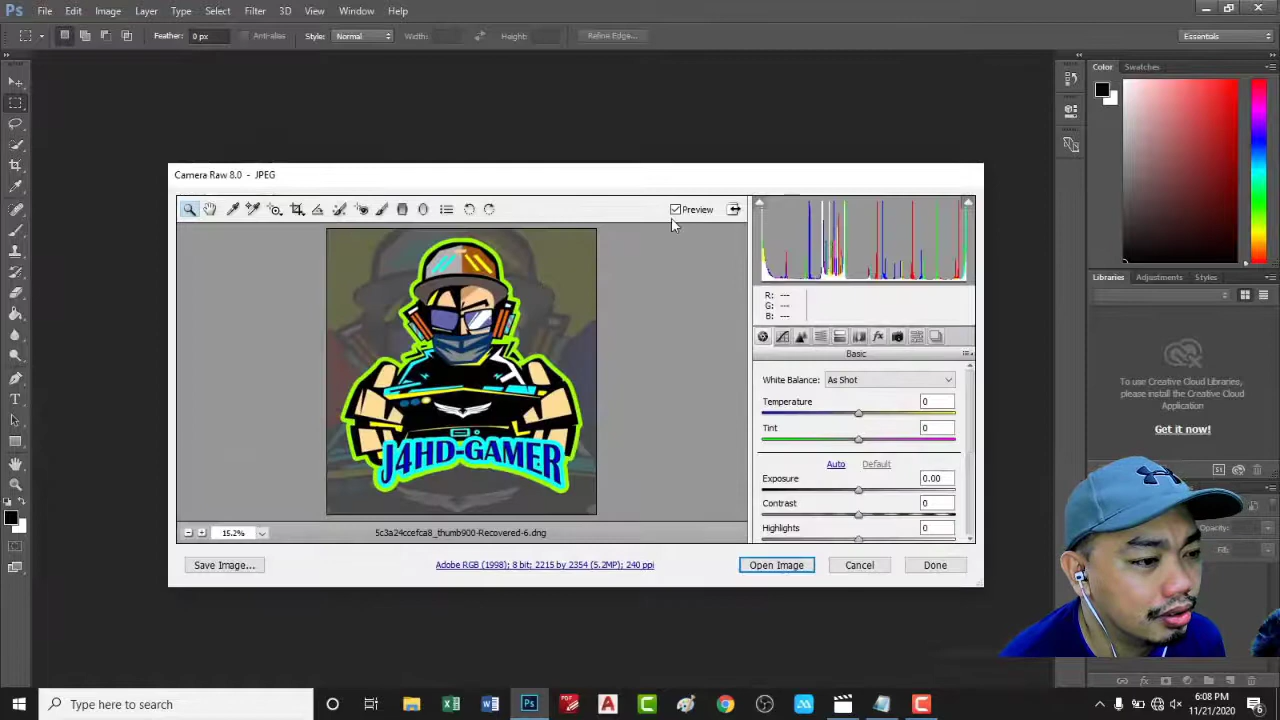 Ps File Edit Image Layer Type Select Filter 3D View Window Help
Feather: 0 px Anti-alias Style: Normal Width: Height: Refine Edge... Essentials
Color Swatches
Camera Raw 8.0 - JPEG
Preview
J4HD-GAMER
R: ---
G: ---
B: ---
Basic
White Balance: As Shot
Temperature 0
Tint 0
Auto Default
Exposure 0.00
Contrast 0
Highlights 0
15.2% 5c3a24ccefca8_thumb900-Recovered-6.dng
Save Image... Adobe RGB (1998); 8 bit; 2215 by 2354 (5.2MP); 240 ppi Open Image Cancel Done
Libraries Adjustments Styles
To use Creative Cloud Libraries,
please install the Creative Cloud
Application
Get it now!
Opacity:
Fill:
Type here to search
6:08 PM
11/21/2020